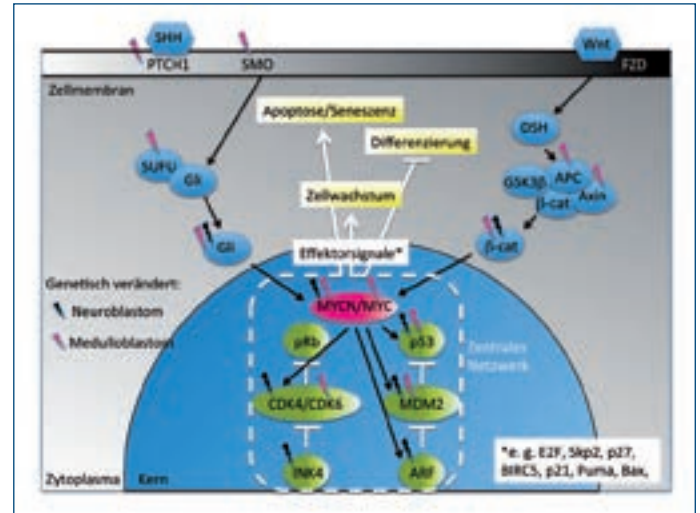 SHH
Wnt
PTCH1
SMO
FZD
Zellmembran
Apoptose/Seneszenz
DSH
Differenzierung
SUFU
Gli
GSK3β
APC
β-cat
Axin
Zellwachstum
Gli
Effektorsignale*
β-cat
Genetisch verändert:
Neuroblastom
Medulloblastom
MYCN/MYC
pRb
p53
Zentrales
Netzwerk
CDK4/CDK6
MDM2
INK4
ARF
*e. g. E2F, Skp2, p27,
BIRC5, p21, Puma, Bax,
Zytoplasma
Kern